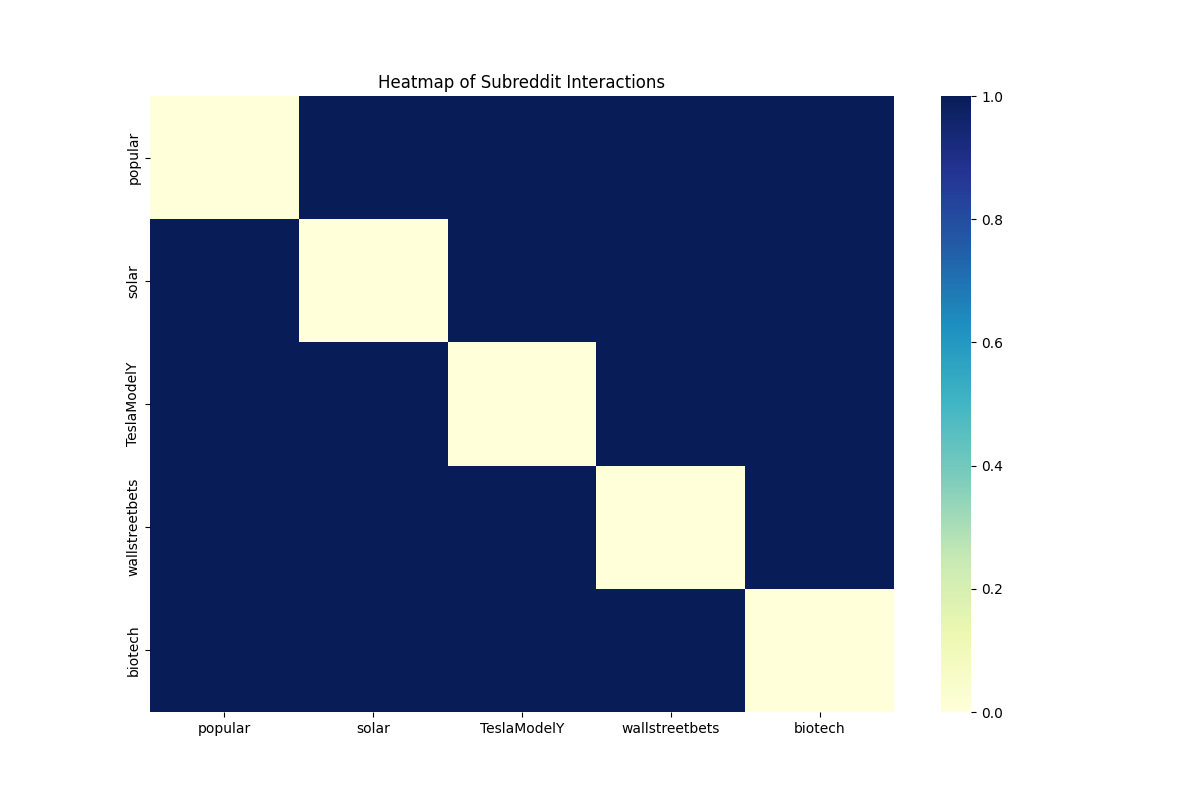 Heatmap of Subreddit Interactions
popular
solar
TeslaModelY
wallstreetbets
biotech
popular solar TeslaModelY wallstreetbets biotech
1.0
0.8
0.6
0.4
0.2
0.0